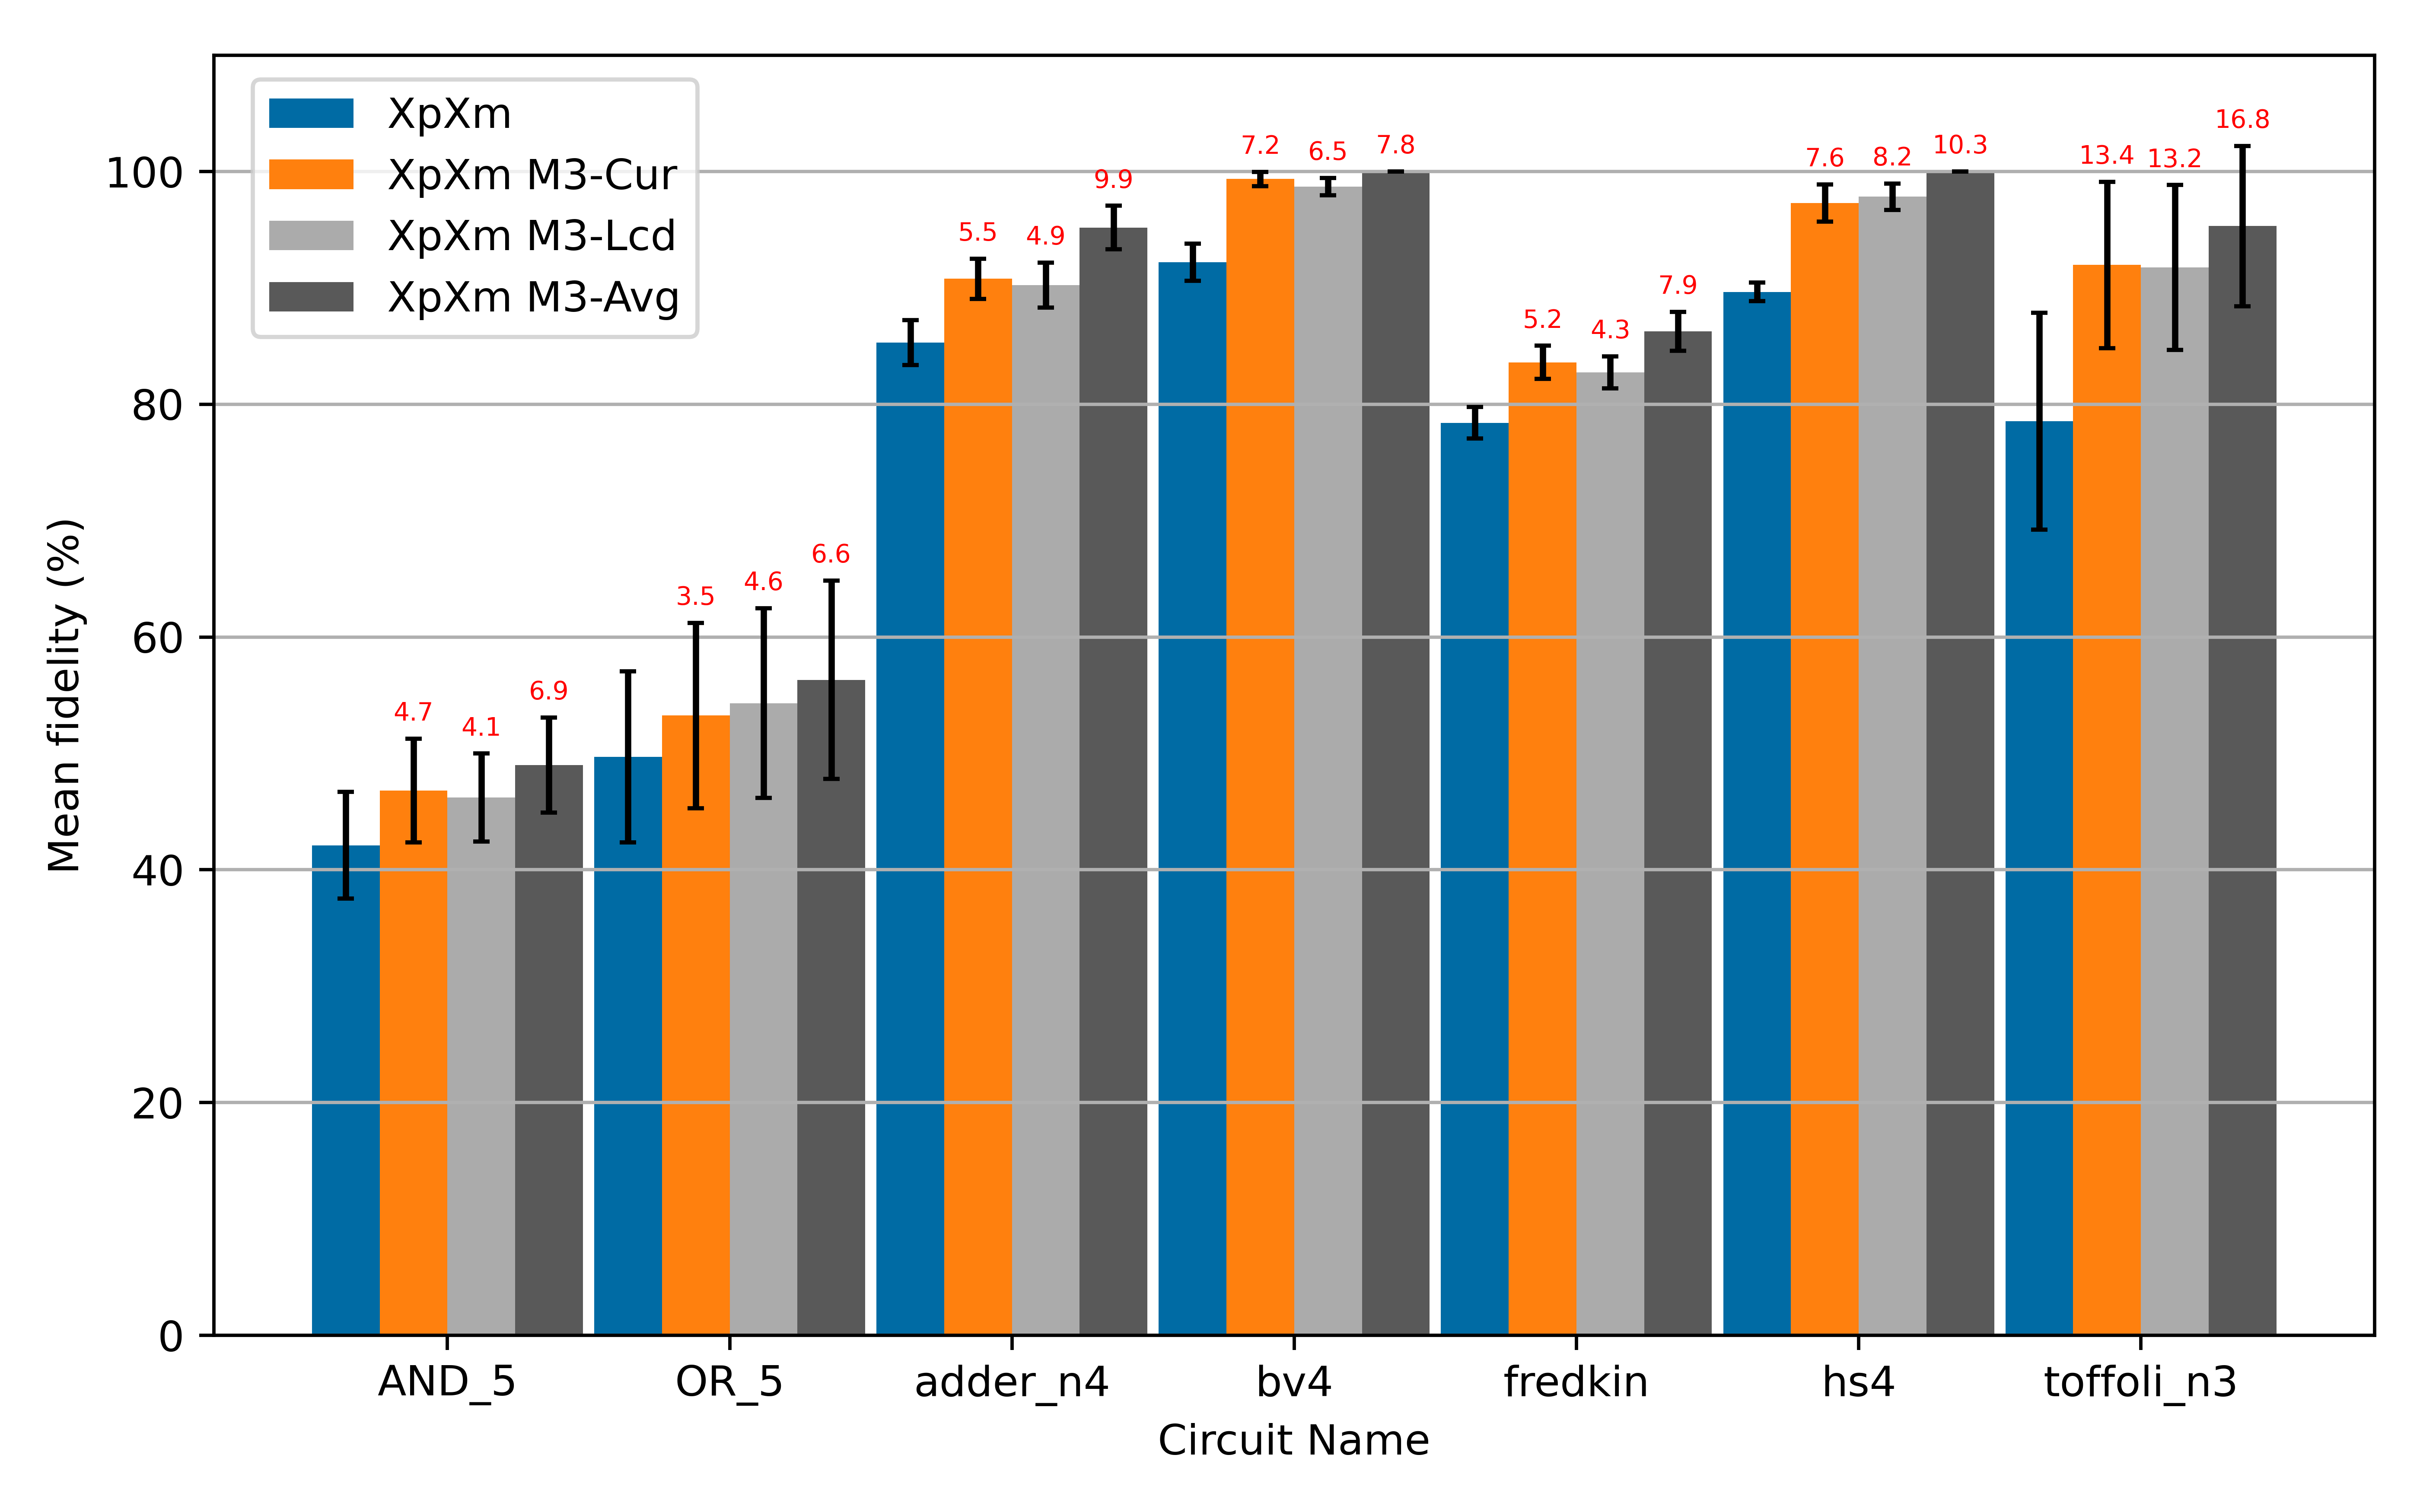 XpXm
XpXm M3-Cur
XpXm M3-Lcd
XpXm M3-Avg
Mean fidelity (%)
100
80
60
40
20
0
4.7
4.1
6.9
3.5
4.6
6.6
5.5
4.9
9.9
7.2
6.5
7.8
5.2
4.3
7.9
7.6
8.2
10.3
13.4
13.2
16.8
AND_5
OR_5
adder_n4
bv4
fredkin
hs4
toffoli_n3
Circuit Name